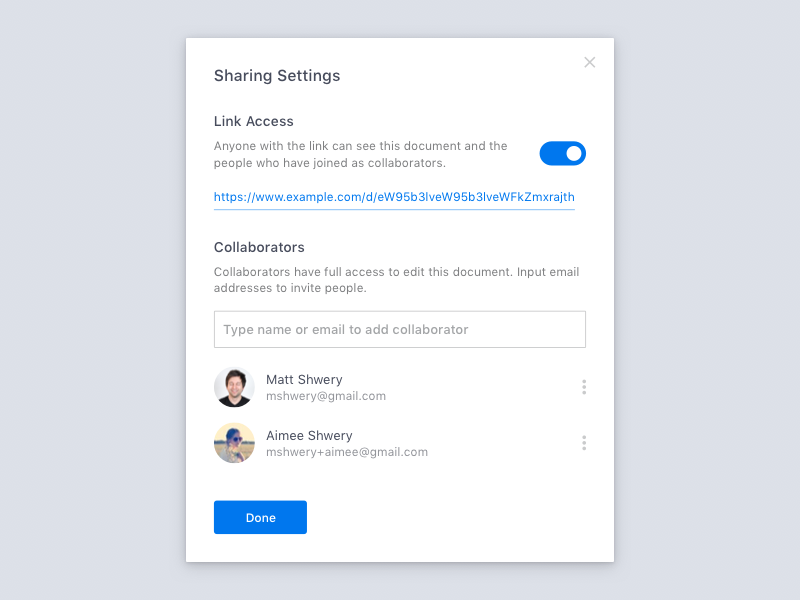 Sharing Settings
Link Access
Anyone with the link can see this document and the
people who have joined as collaborators.
https://www.example.com/d/eW95b3IveW95b3IveWFkZmxrajth
Collaborators
Collaborators have full access to edit this document. Input email
addresses to invite people.
Type name or email to add collaborator
Matt Shwery
mshwery@gmail.com
Aimee Shwery
mshwery+aimee@gmail.com
Done